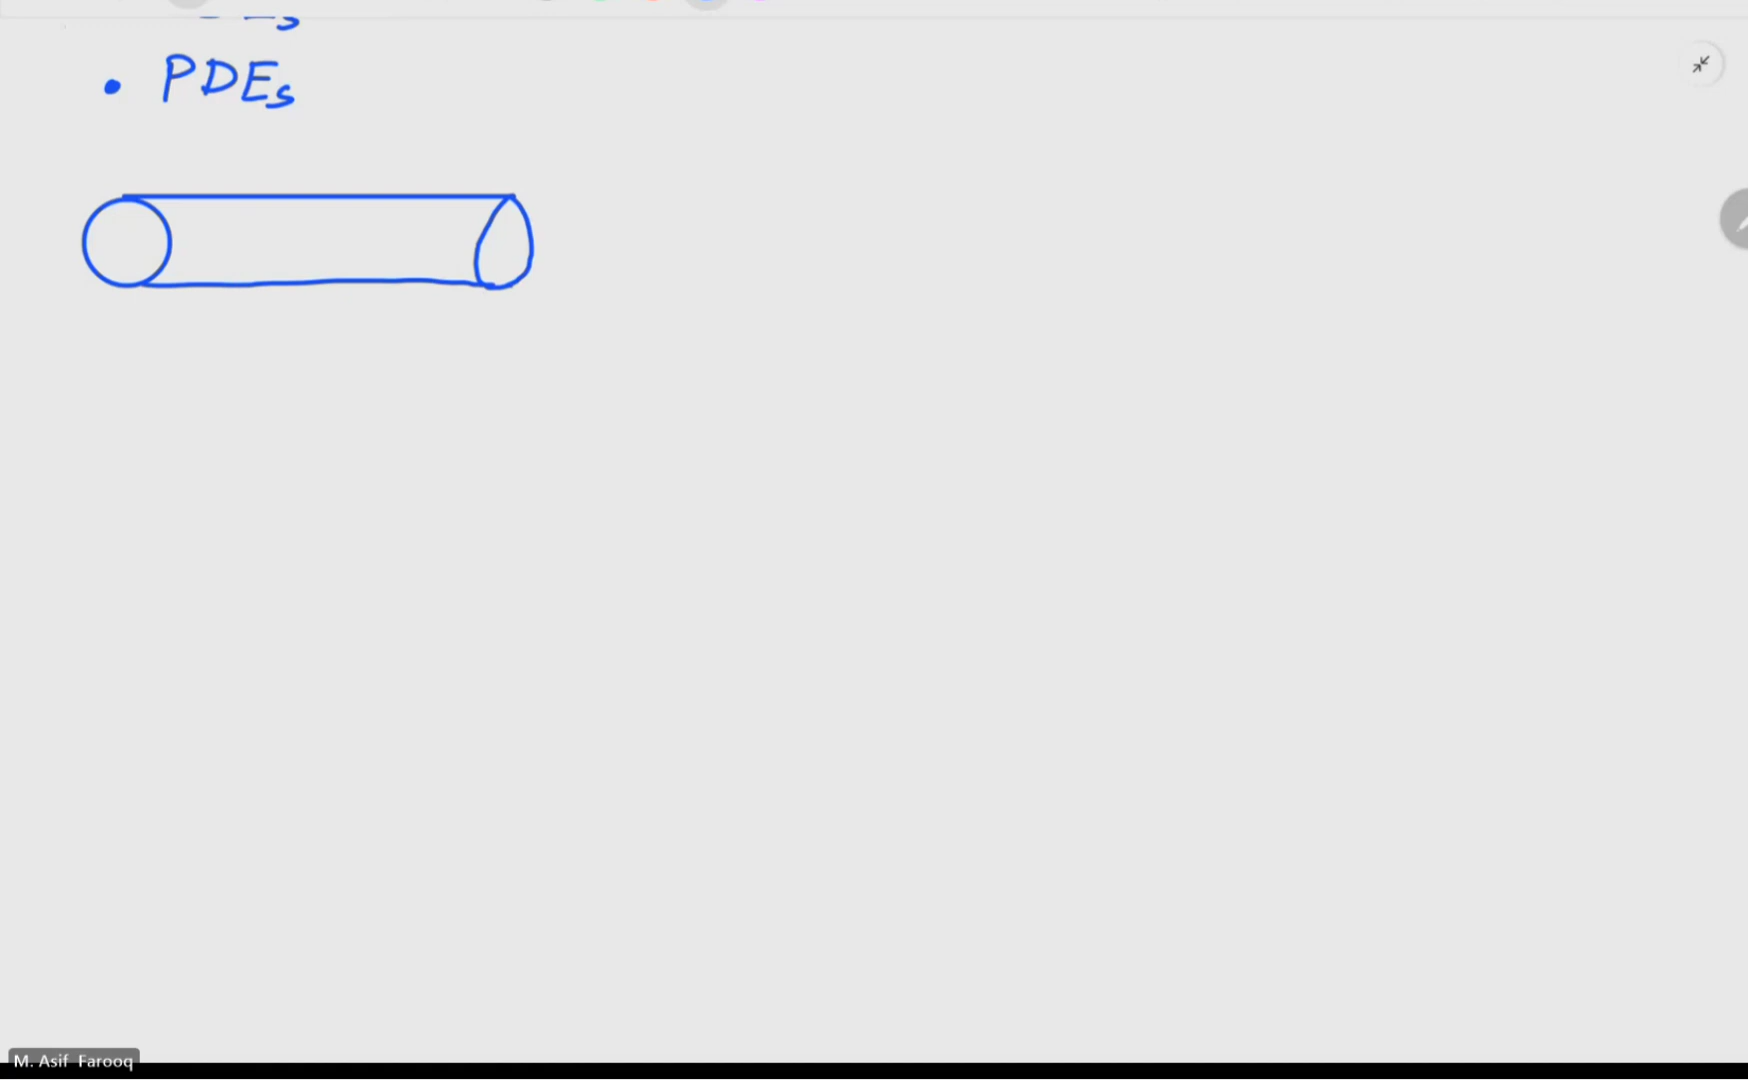 • PDEs
M. Asif Farooq